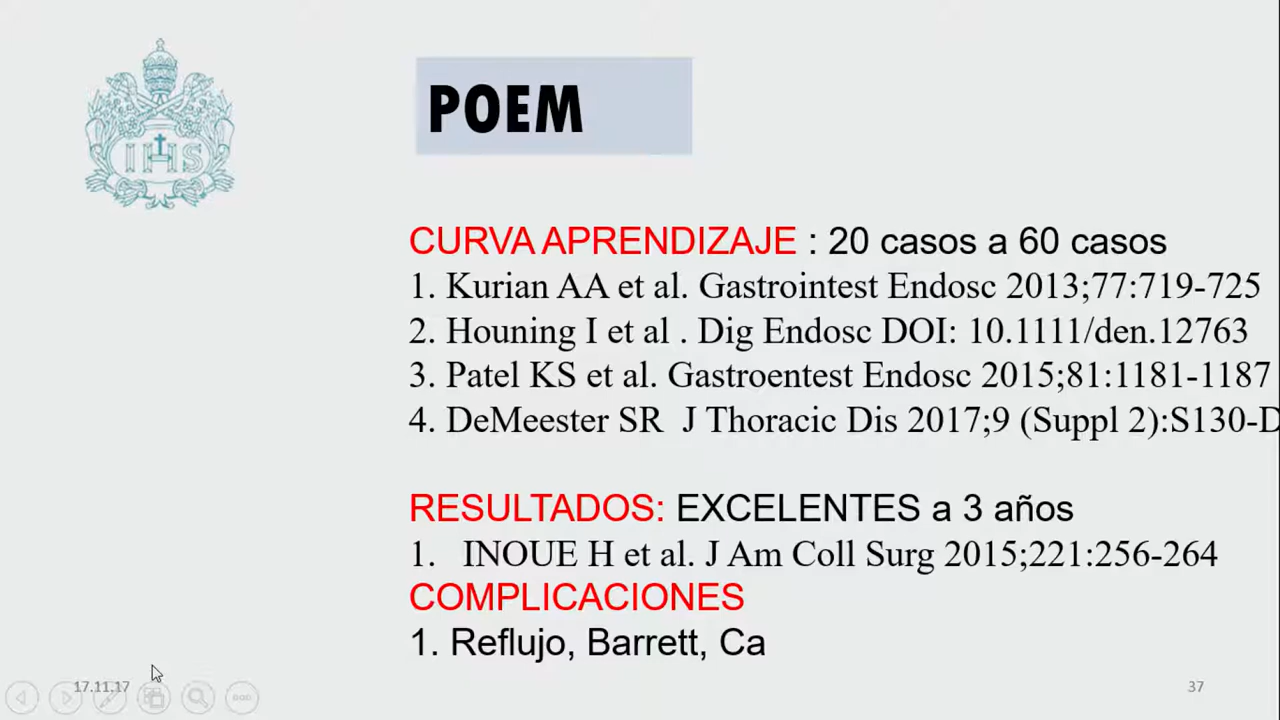 IHS
POEM
CURVA APRENDIZAJE : 20 casos a 60 casos
1. Kurian AA et al. Gastrointest Endosc 2013;77:719-725
2. Houning I et al . Dig Endosc DOI: 10.1111/den.12763
3. Patel KS et al. Gastroentest Endosc 2015;81:1181-1187
4. DeMeester SR J Thoracic Dis 2017;9 (Suppl 2):S130-D
RESULTADOS: EXCELENTES a 3 años
1. INOUE H et al. J Am Coll Surg 2015;221:256-264
COMPLICACIONES
1. Reflujo, Barrett, Ca
17.11.17
37